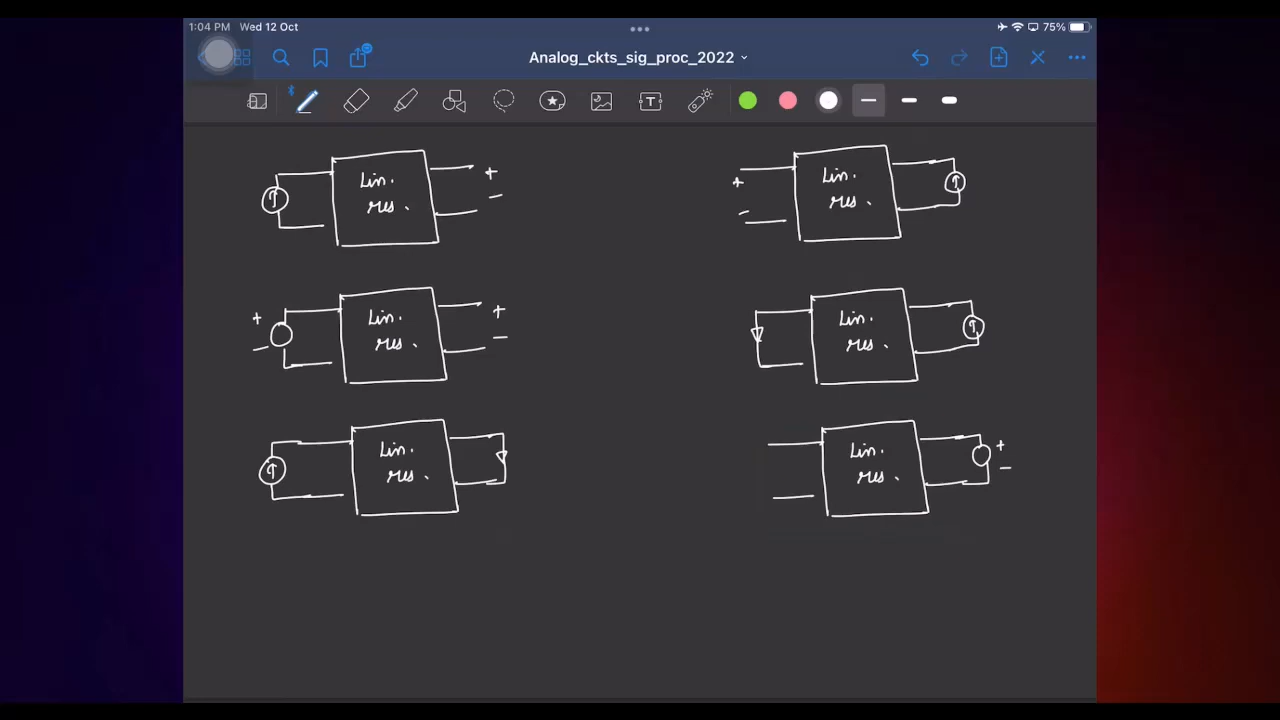 1:04 PM Wed 12 Oct
75%
Analog_ckts_sig_proc_2022
T
+ Lin. +
- res. -
+ Lin.
- res.
+ Lin. +
- res. -
Lin.
res.
Lin.
res.
Lin. +
res. -